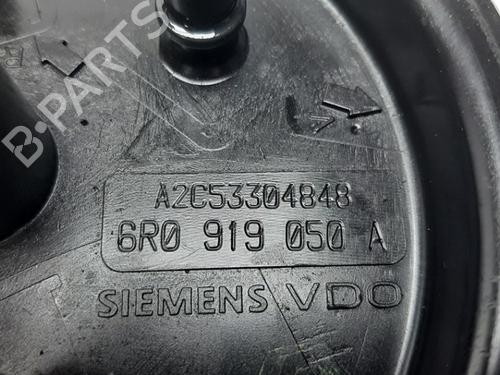 B-PARTS
A2C53304848
6R0 919 050 A
SIEMENS VDO